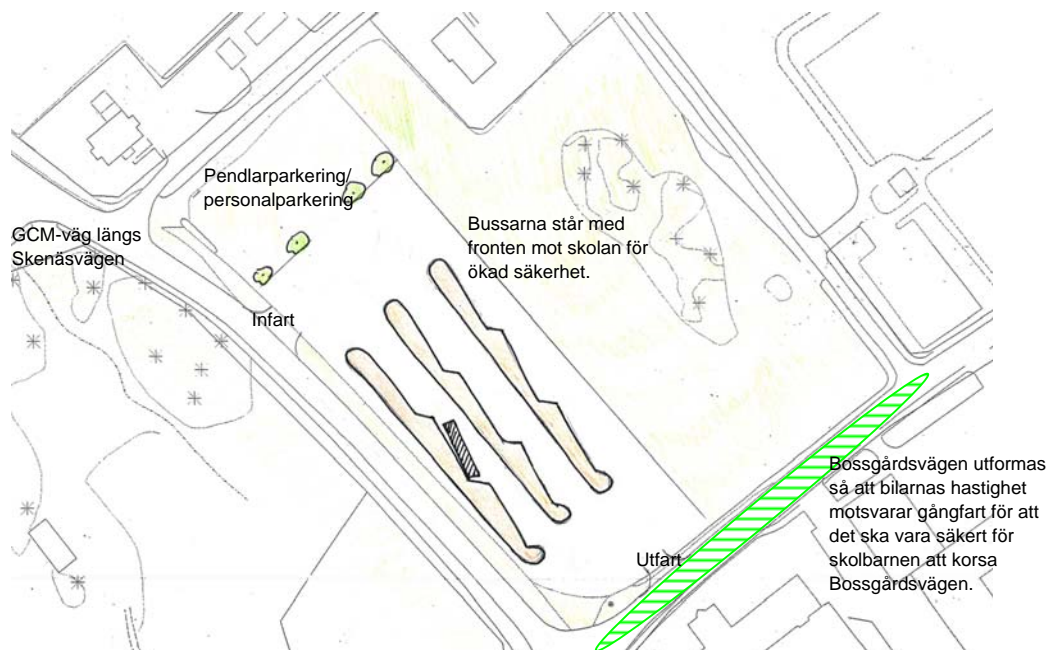 Pendlarparkering/
personalparkering
GCM-väg längs
Skenäsvägen
Bussarna står med
fronten mot skolan för
ökad säkerhet.
Infart
Utfart
Bossgårdsvägen utformas
så att bilarnas hastighet
motsvarar gångfart för att
det ska vara säkert för
skolbarnen att korsa
Bossgårdsvägen.